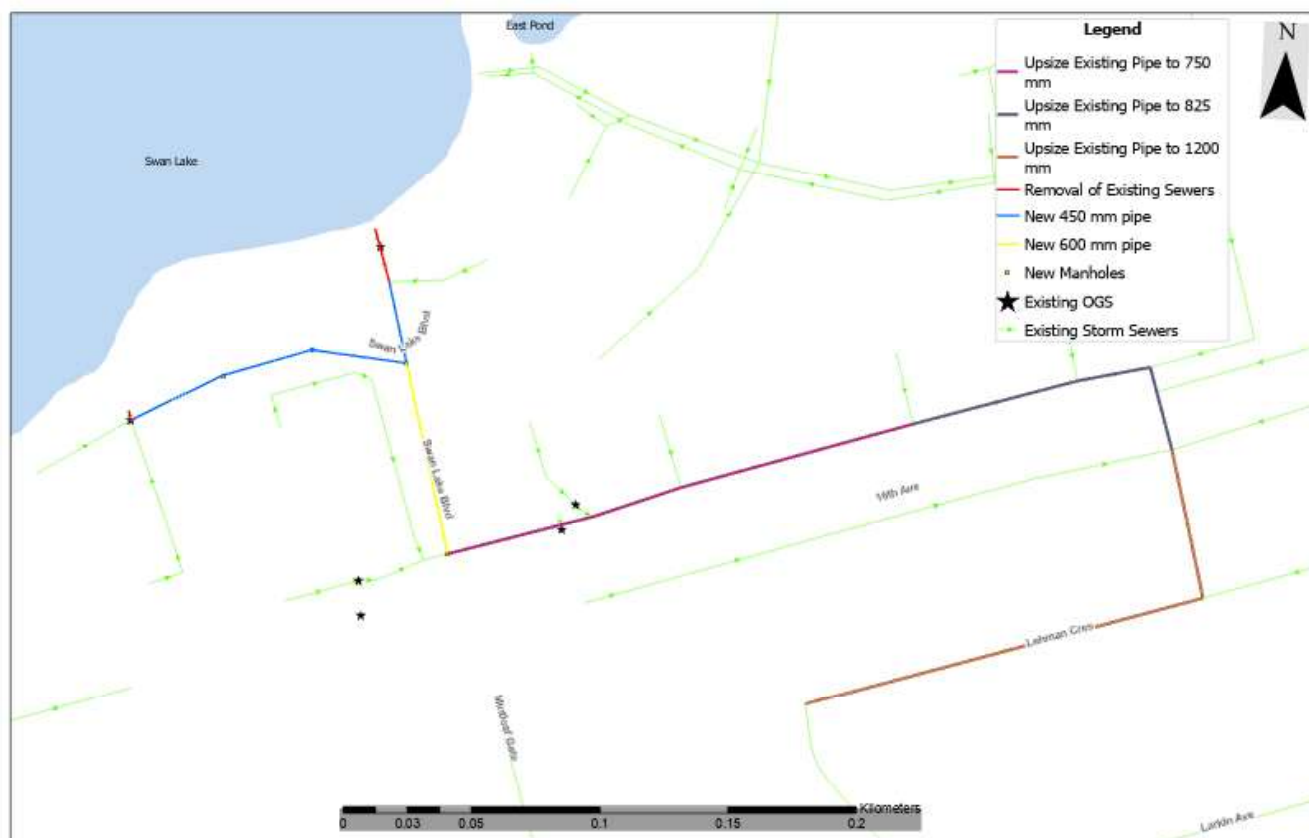 East Pond
Swan Lake
Legend
Upsize Existing Pipe to 750
mm
Upsize Existing Pipe to 825
mm
Upsize Existing Pipe to 1200
mm
Removal of Existing Sewers
New 450 mm pipe
New 600 mm pipe
New Manholes
Existing OGS
Existing Storm Sewers
N
Swan Lake Blvd
Swan Lake Blvd
16th Ave
Lehman Cres
Gate
Larkin Ave
Kilometers
0 0.03 0.05 0.1 0.15 0.2